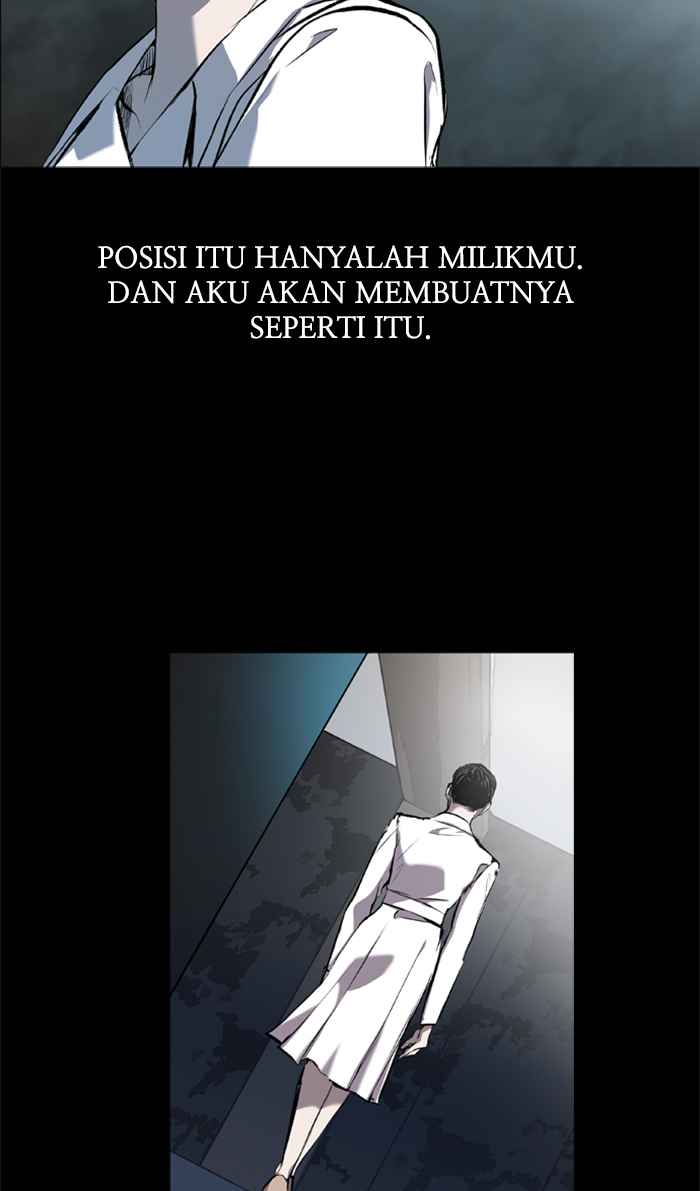 POSISI ITU HANYALAH MILIKMU.
DAN AKU AKAN MEMBUATNYA
SEPERTI ITU.